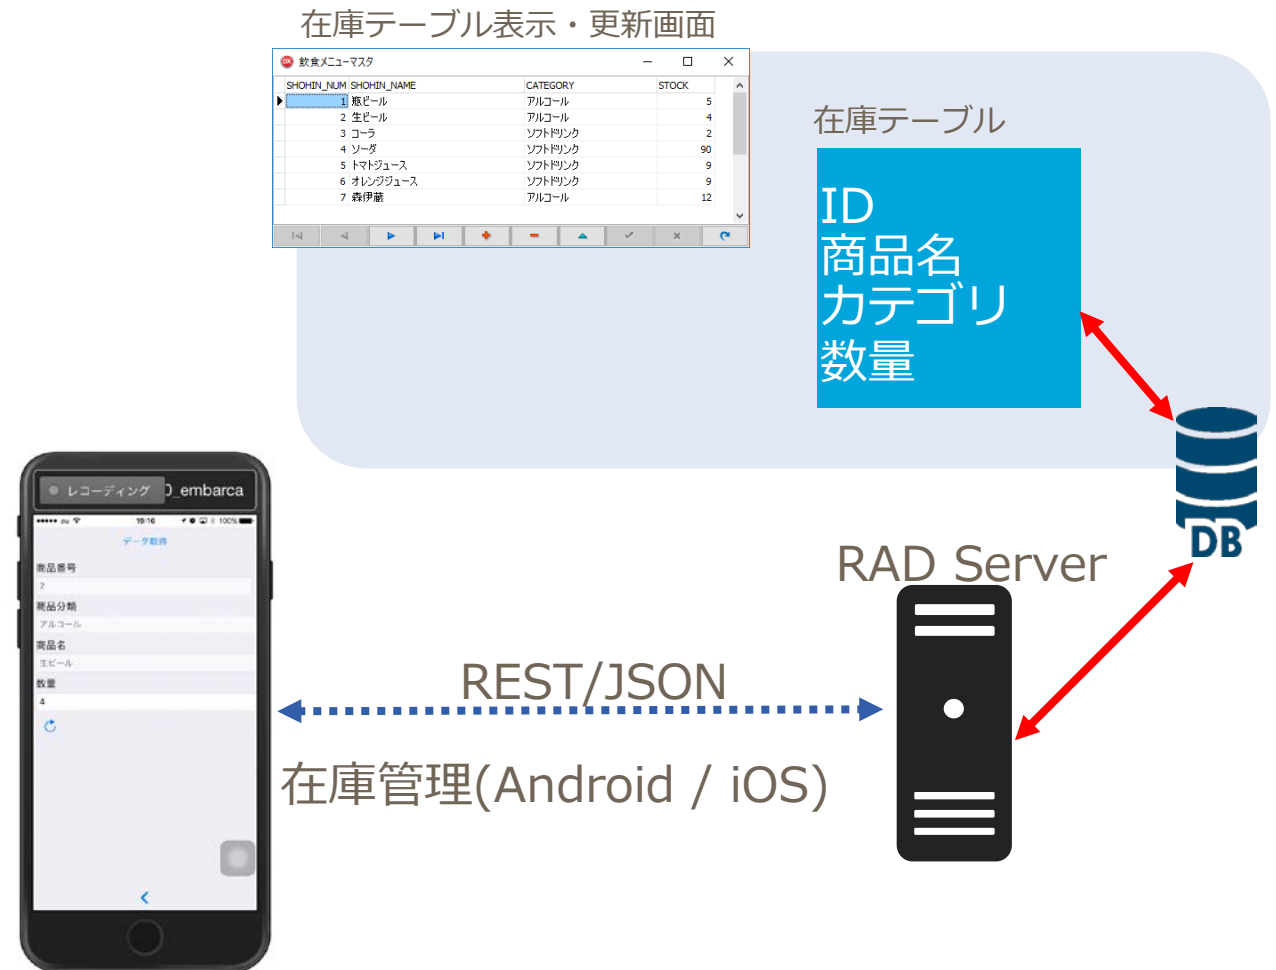 在庫テーブル表示・更新画面
飲食メニューマスタ
SHOHIN_NUM SHOHIN_NAME CATEGORY STOCK
1 瓶ビール アルコール 5
2 生ビール アルコール 4
3 コーラ ソフトドリンク 2
4 ソーダ ソフトドリンク 90
5 トマトジュース ソフトドリンク 9
6 オレンジジュース ソフトドリンク 9
7 森伊蔵 アルコール 12
在庫テーブル
ID
商品名
カテゴリ
数量
DB
RAD Server
REST/JSON
在庫管理(Android / iOS)
レコーディング D_embarca
au 19:16 100%
データ取得
商品番号
2
商品分類
アルコール
商品名
生ビール
数量
4